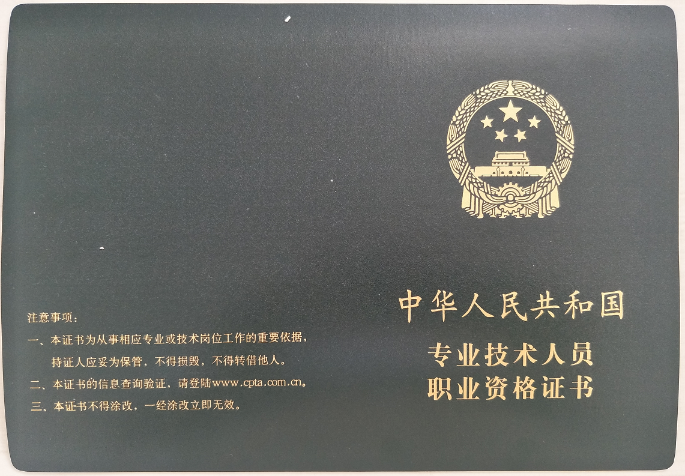 注意事项：
一、本证书为从事相应专业或技术岗位工作的重要依据，
持证人应妥为保管，不得损毁，不得转借他人。
二、本证书的信息查询验证，请登陆www.cpta.com.cn。
三、本证书不得涂改，一经涂改立即无效。
中华人民共和国
专业技术人员
职业资格证书